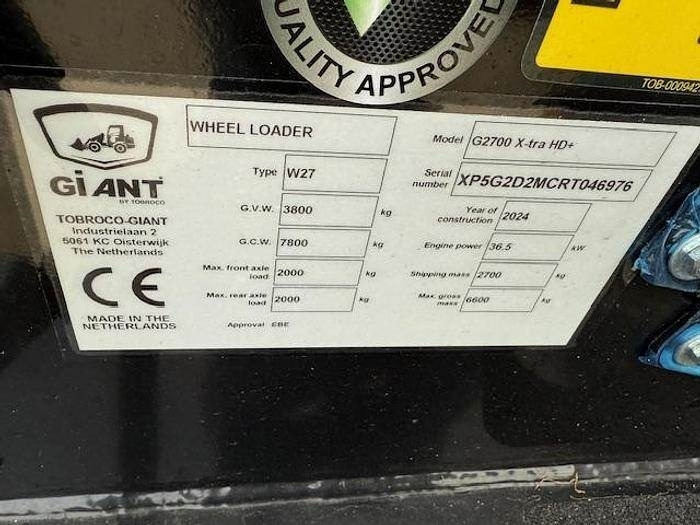 QUALITY APPROVED
TOB-000942
GiANT
BY TOBROCO
TOBROCO-GIANT
Industrielaan 2
5061 KC Oisterwijk
The Netherlands
CE
MADE IN THE
NETHERLANDS
WHEEL LOADER
Type W27
G.V.W. 3800 kg
G.C.W. 7800 kg
Max. front axle
load 2000 kg
Max. rear axle
load 2000 kg
Approval EBE
Model G2700 X-tra HD+
Serial
number XP5G2D2MCRT046976
Year of
construction 2024
Engine power 36.5 kW
Shipping mass 2700 kg
Max. gross
mass 6600 kg